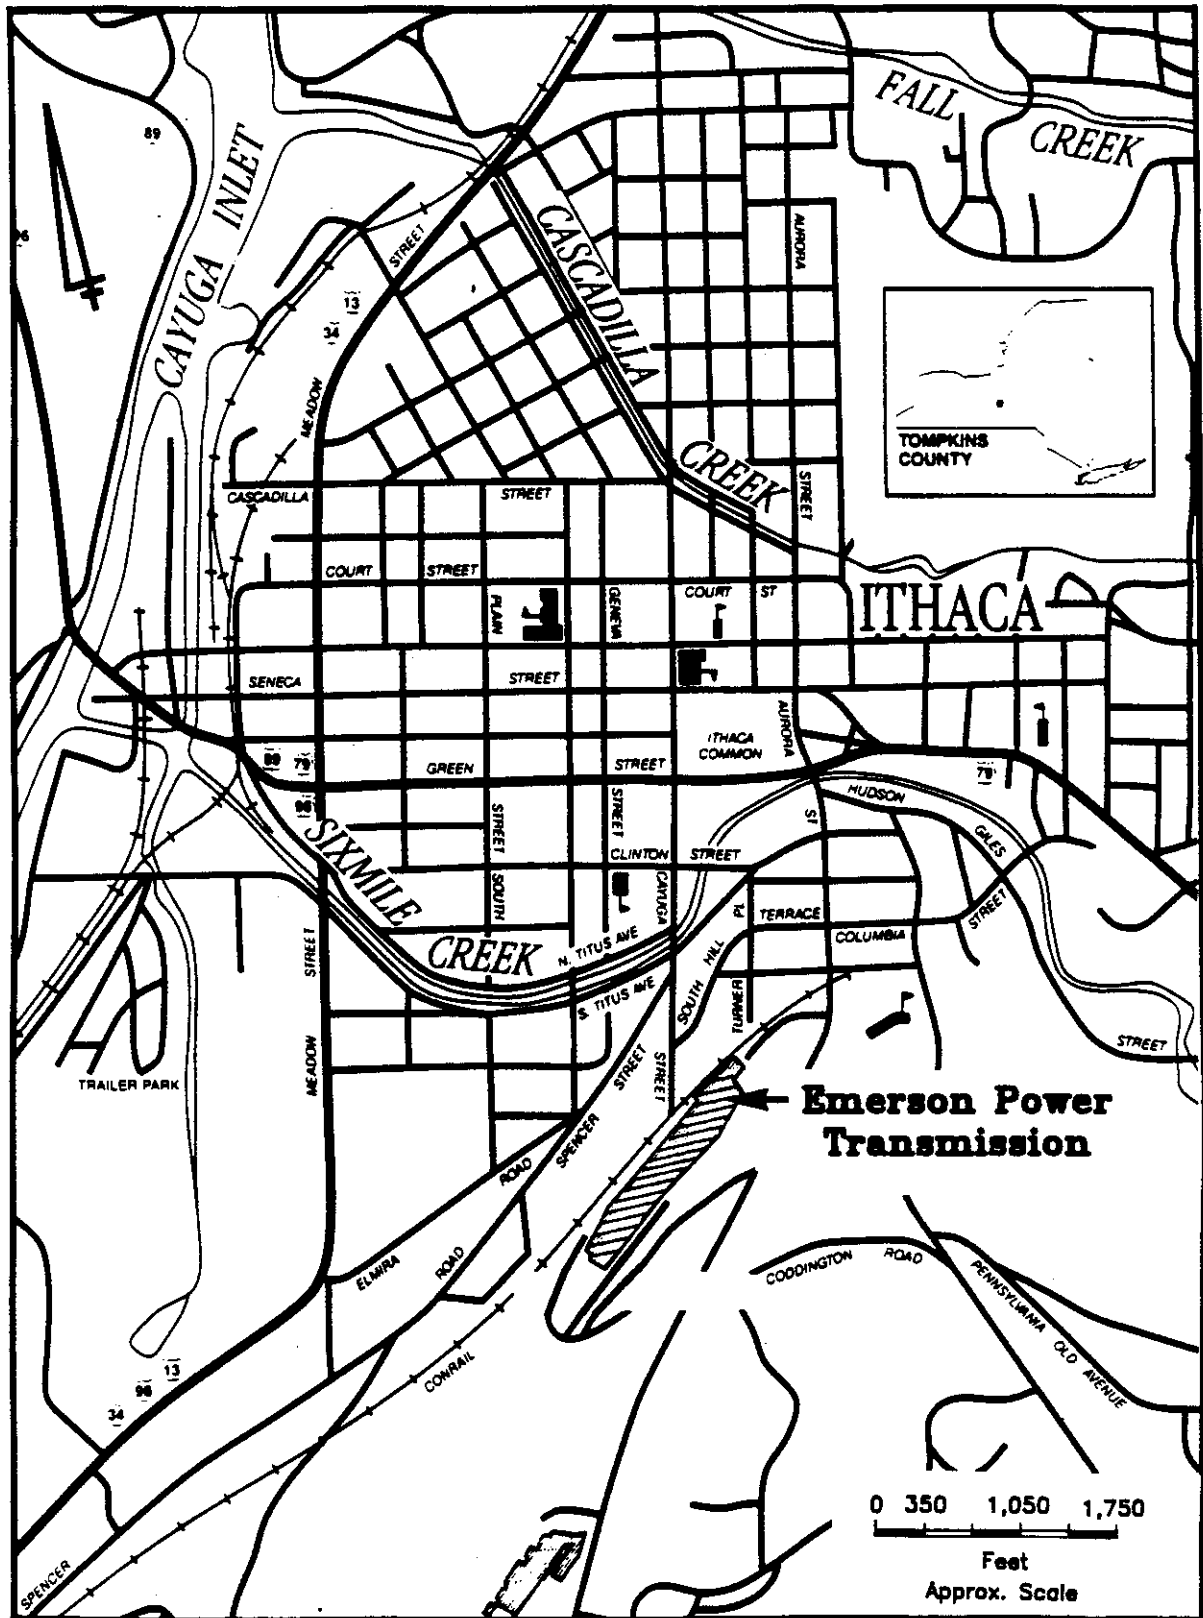 FALL
CREEK
89
CAYUGA INLET
96
CASCADILLA
CREEK
AURORA
STREET
STREET
13
34
MEADOW
TOMPKINS
COUNTY
CASCADILLA
STREET
COURT
STREET
COURT
ST
PLAIN
GENEVA
ITHACA
SENECA
STREET
AURORA
ITHACA
COMMON
89
79
GREEN
STREET
79
96
HUDSON
ST
SIXMILE
CREEK
STREET
STREET
GILES
CLINTON
STREET
SOUTH
CAYUGA
PL
TERRACE
STREET
COLUMBIA
N. TITUS AVE
S. TITUS AVE
SOUTH HILL
TURNER
MEADOW
STREET
STREET
TRAILER PARK
STREET
STREET
Emerson Power
Transmission
SPENCER
ROAD
ELMIRA
ROAD
CODDINGTON
ROAD
PENNSYLVANIA
OLD
AVENUE
CONRAIL
13
96
34
SPENCER
0 350 1,050 1,750
Feet
Approx. Scale